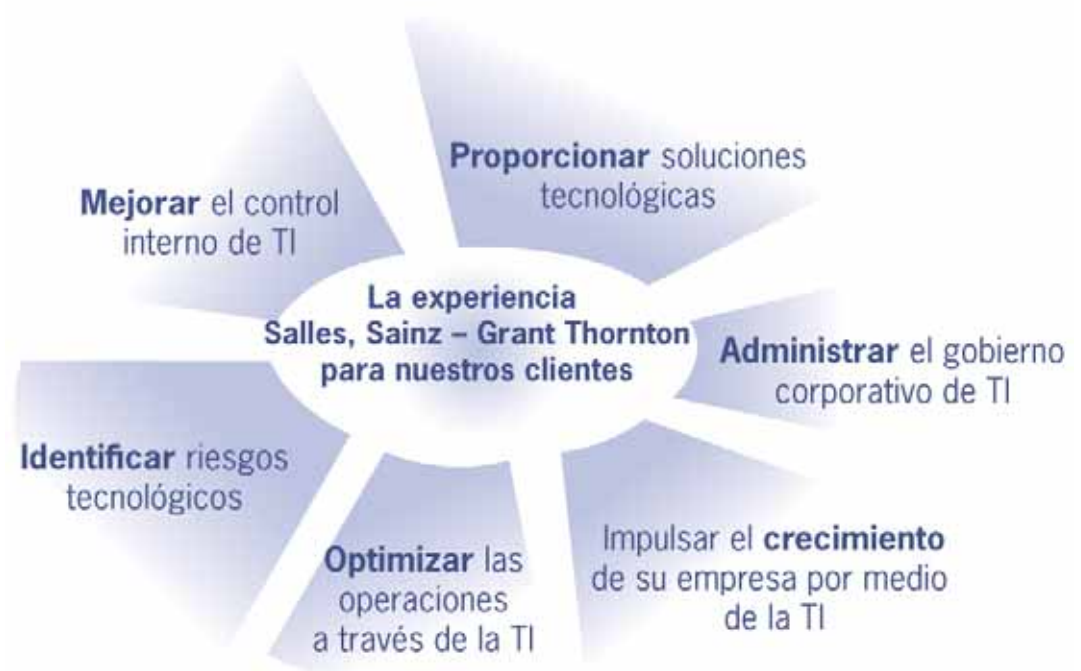 Proporcionar soluciones
tecnológicas
Mejorar el control
interno de TI
La experiencia
Salles, Sainz – Grant Thornton
para nuestros clientes
Administrar el gobierno
corporativo de TI
Identificar riesgos
tecnológicos
Optimizar las
operaciones
a través de la TI
Impulsar el crecimiento
de su empresa por medio
de la TI